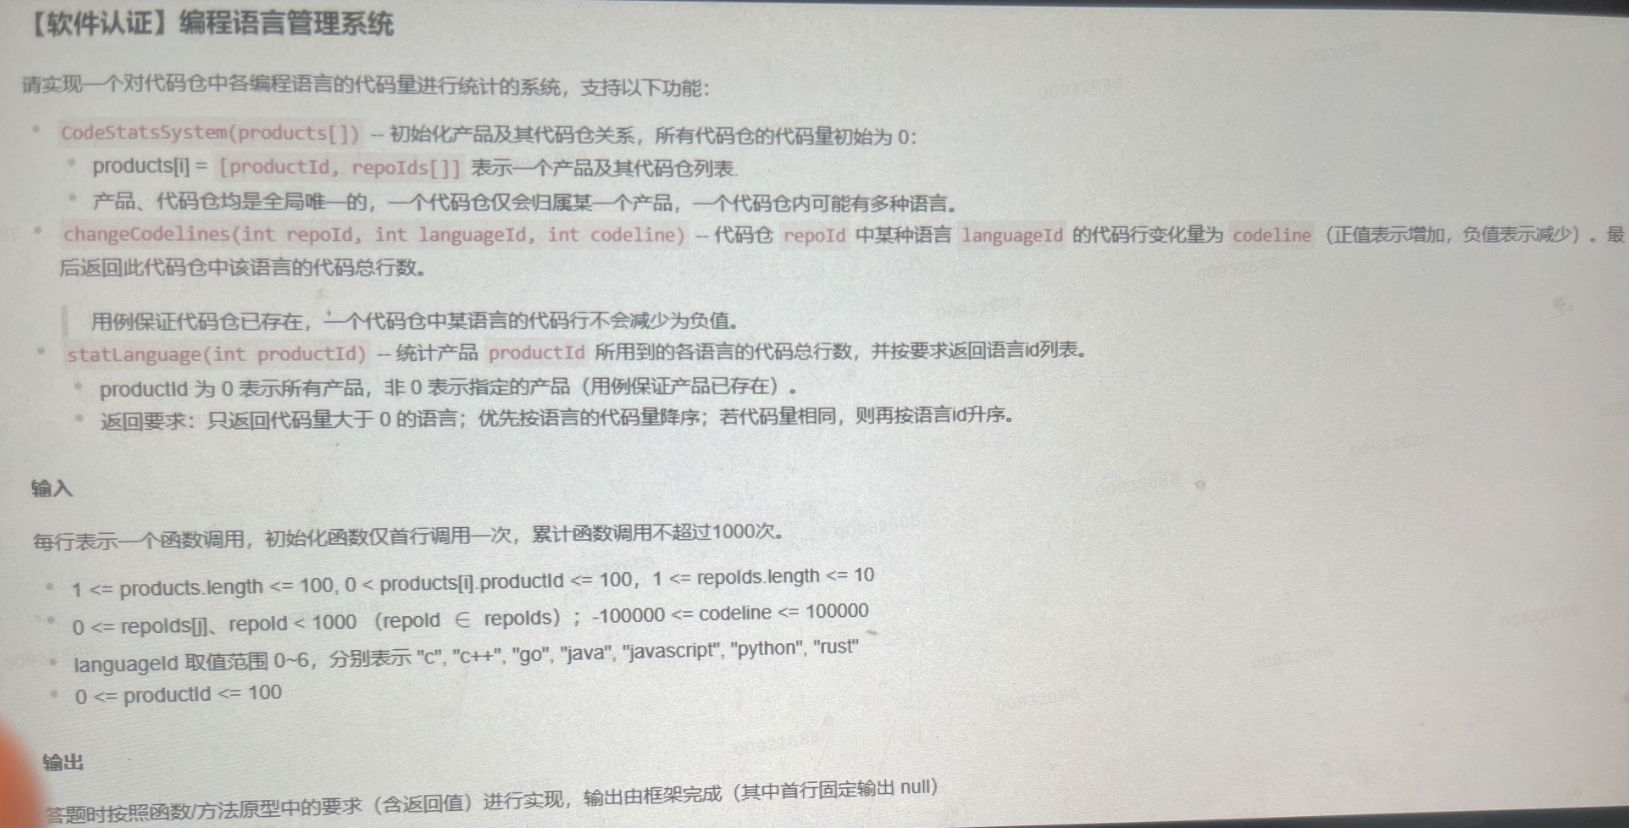 【软件认证】编程语言管理系统
请实现一个对代码仓中各编程语言的代码量进行统计的系统，支持以下功能：
CodeStatsSystem(products[]) -- 初始化产品及其代码仓关系，所有代码仓的代码量初始为 0：
products[i] = [productId, repoIds[]] 表示一个产品及其代码仓列表.
产品、代码仓均是全局唯一的，一个代码仓仅会归属某一个产品，一个代码仓内可能有多种语言。
changeCodelines(int repoId, int languageId, int codeline) -- 代码仓 repoId 中某种语言 languageId 的代码行变化量为 codeline（正值表示增加，负值表示减少）。最
后返回此代码仓中该语言的代码总行数。
用例保证代码仓已存在，一个代码仓中某语言的代码行不会减少为负值。
statLanguage(int productId) -- 统计产品 productId 所用到的各语言的代码总行数，并按要求返回语言id列表。
productId 为 0 表示所有产品，非 0 表示指定的产品（用例保证产品已存在）。
返回要求：只返回代码量大于 0 的语言；优先按语言的代码量降序；若代码量相同，则再按语言id升序。
输入
每行表示一个函数调用，初始化函数仅首行调用一次，累计函数调用不超过1000次。
1 <= products.length <= 100, 0 < products[i].productId <= 100，1 <= repoIds.length <= 10
0 <= repoIds[j]、repoId < 1000 （repoId ∈ repoIds）；-100000 <= codeline <= 100000
languageId 取值范围 0~6，分别表示 "c", "c++", "go", "java", "javascript", "python", "rust"
0 <= productId <= 100
输出
答题时按照函数/方法原型中的要求（含返回值）进行实现，输出由框架完成（其中首行固定输出 null）